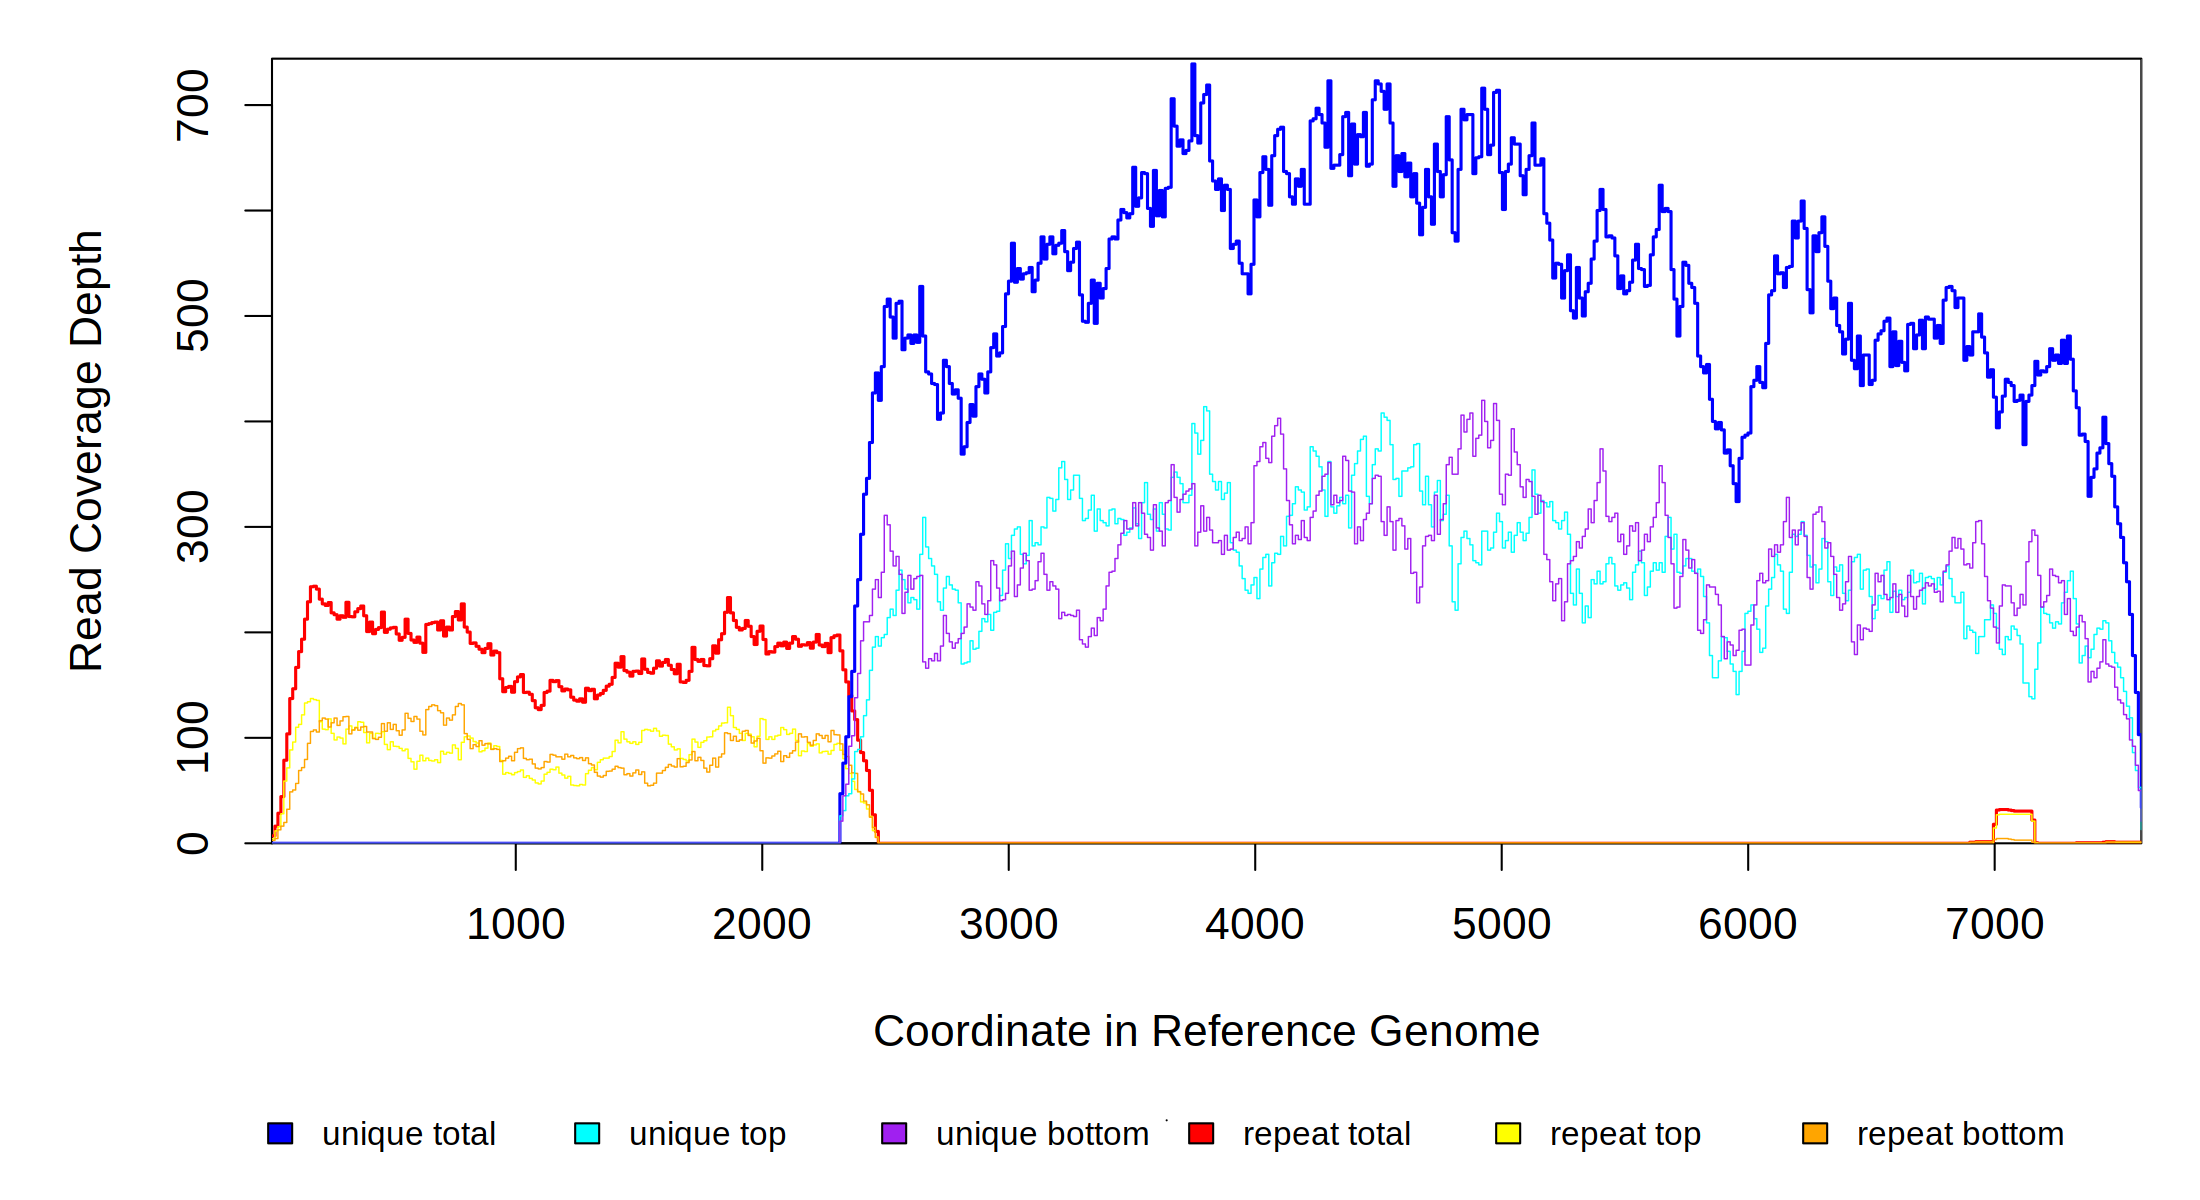 Read Coverage Depth
700
500
300
100
0
1000 2000 3000 4000 5000 6000 7000
Coordinate in Reference Genome
unique total unique top unique bottom repeat total repeat top repeat bottom